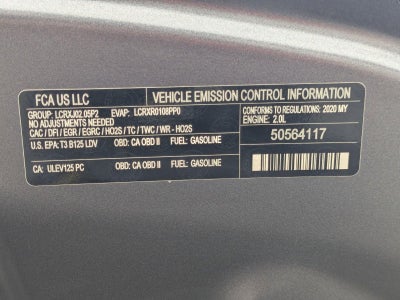 FCA US LLC
VEHICLE EMISSION CONTROL INFORMATION
GROUP: LCRXJ02.05P2 EVAP: LCRXR0108PP0
NO ADJUSTMENTS NEEDED
CAC / DFI / EGR / EGRC / HO2S / TC / TWC / WR - HO2S
CONFORMS TO REGULATIONS: 2020 MY
ENGINE: 2.0L
U.S. EPA: T3 B125 LDV OBD: CA OBD II FUEL: GASOLINE
50564117
CA: ULEV125 PC OBD: CA OBD II FUEL: GASOLINE